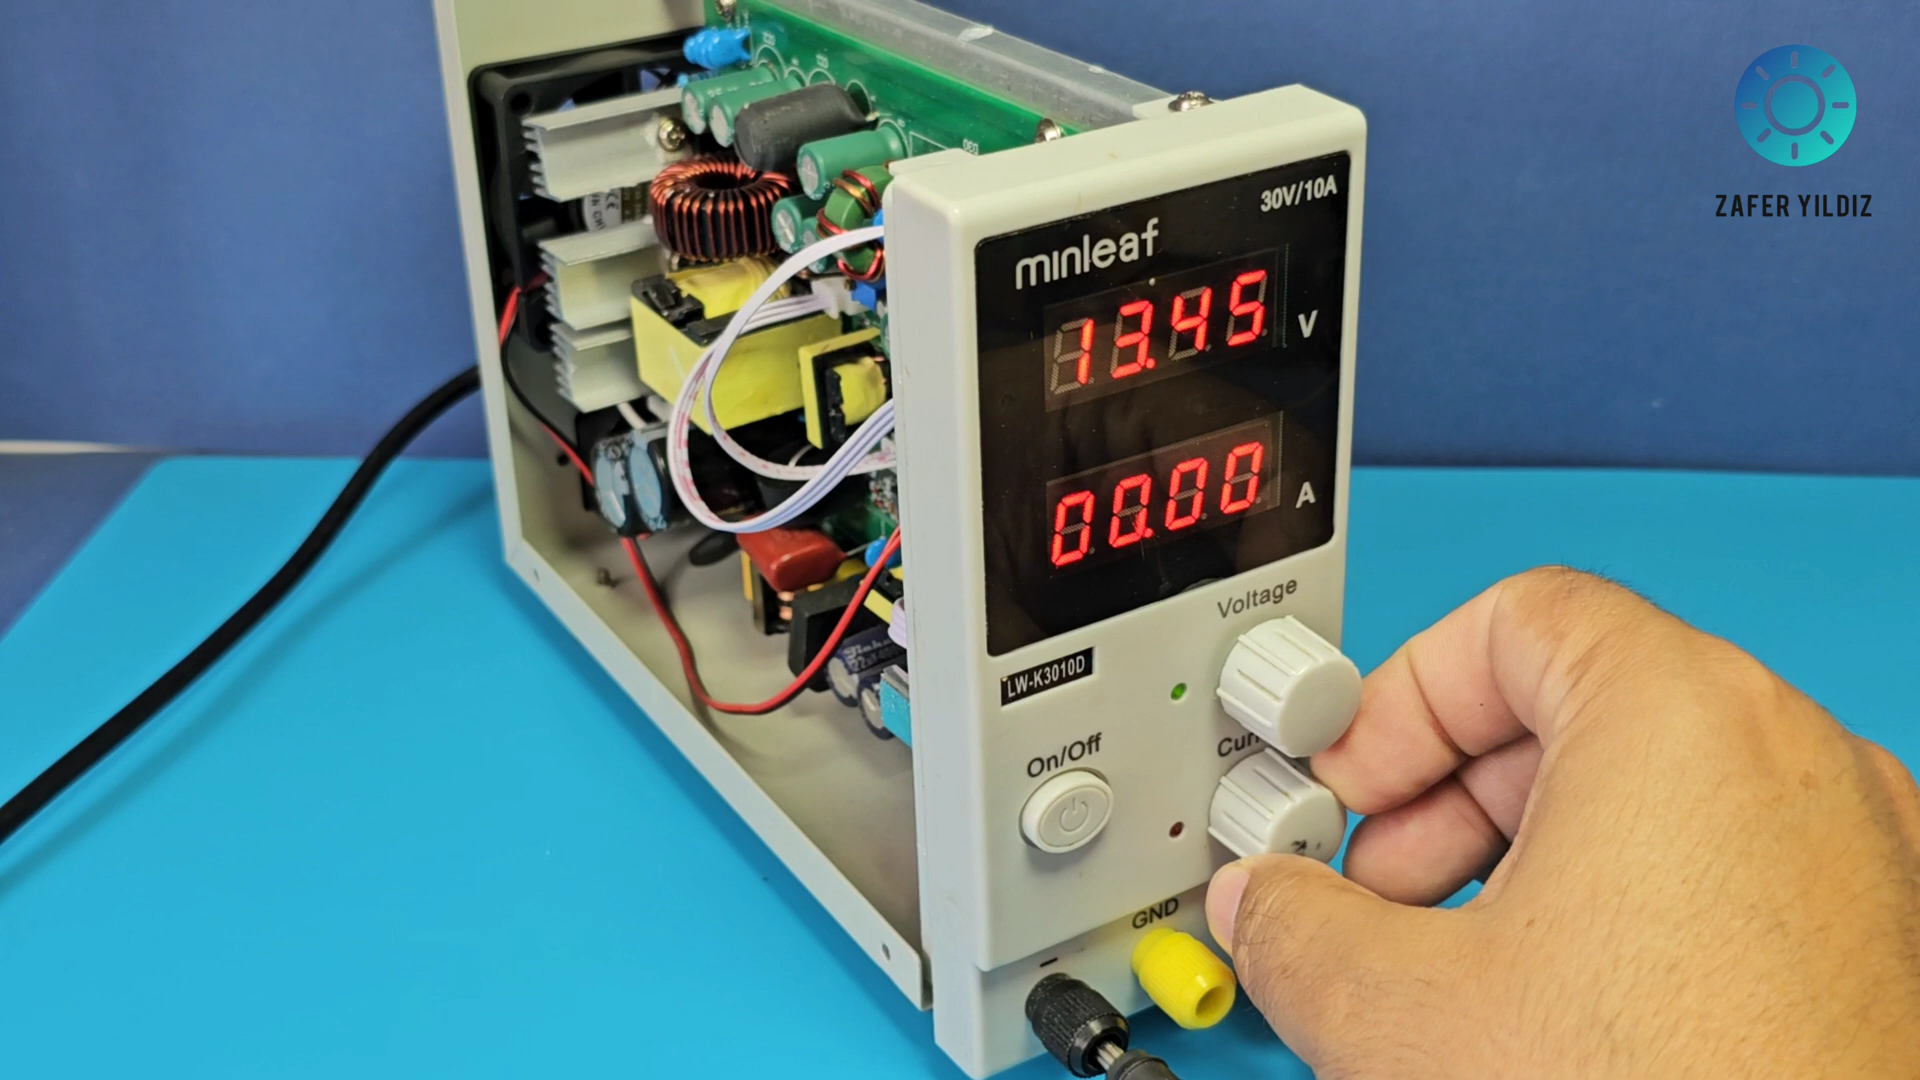 ZAFER YILDIZ
30V/10A
minleaf
13.45 V
00.00 A
Voltage
LW-K3010D
On/Off
GND
-